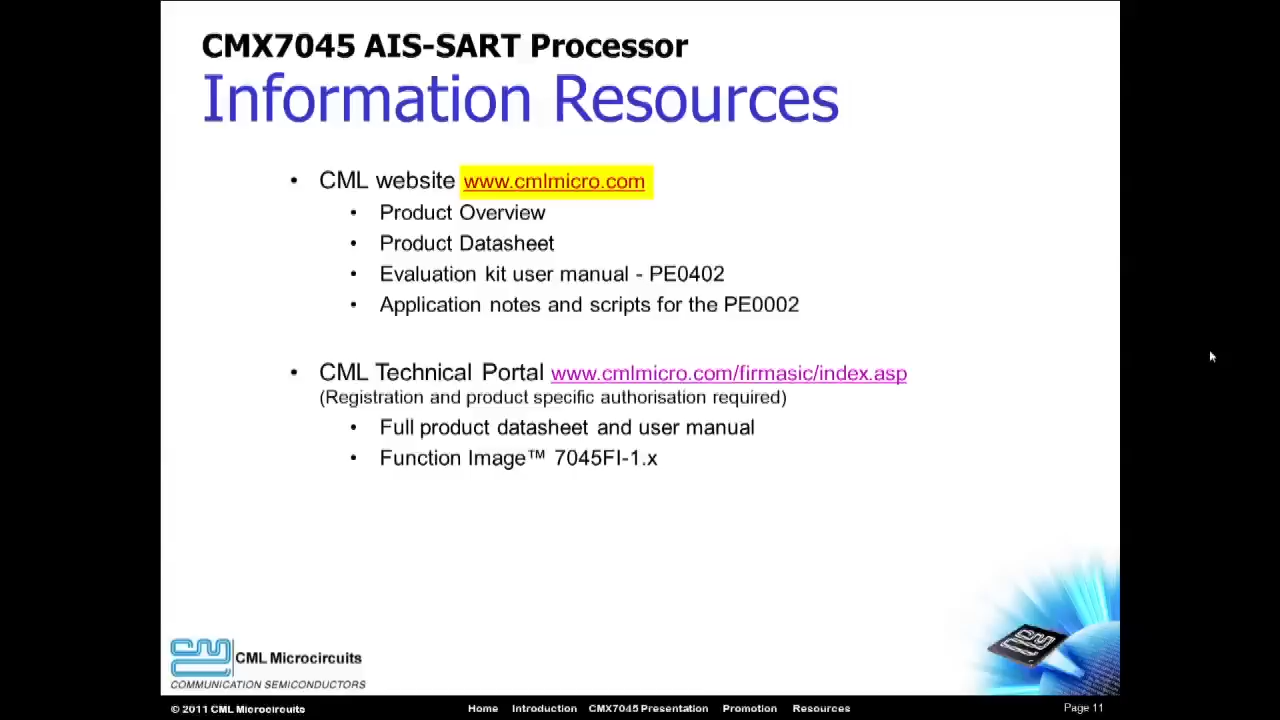 CMX7045 AIS-SART Processor
Information Resources
• CML website www.cmlmicro.com
• Product Overview
• Product Datasheet
• Evaluation kit user manual - PE0402
• Application notes and scripts for the PE0002
• CML Technical Portal www.cmlmicro.com/firmasic/index.asp
(Registration and product specific authorisation required)
• Full product datasheet and user manual
• Function Image™ 7045FI-1.x
CML Microcircuits
COMMUNICATION SEMICONDUCTORS
© 2011 CML Microcircuits Home Introduction CMX7045 Presentation Promotion Resources Page 11